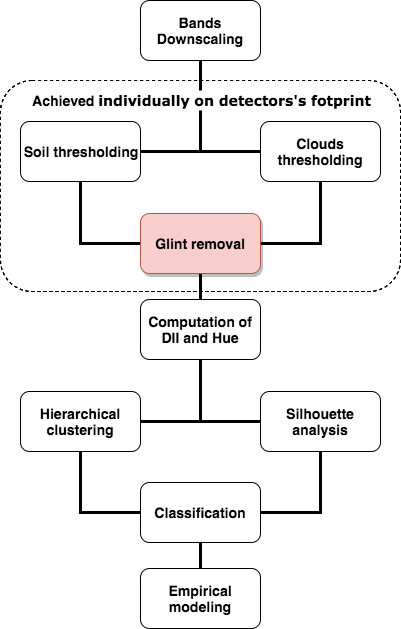 Bands
Downscaling
Achieved individually on detectors's fotprint
Soil thresholding
Clouds
thresholding
Glint removal
Computation of
DII and Hue
Hierarchical
clustering
Silhouette
analysis
Classification
Empirical
modeling